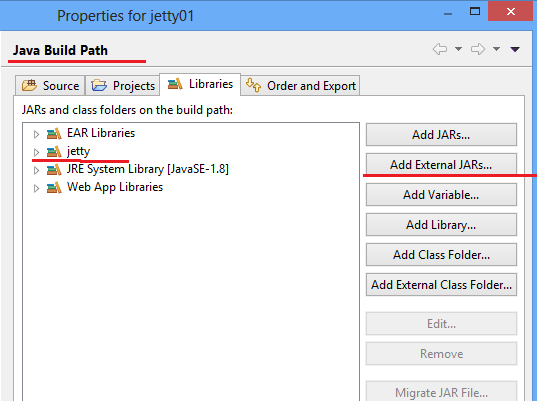 Properties for jetty01
Java Build Path
Source Projects Libraries Order and Export
JARs and class folders on the build path:
EAR Libraries
jetty
JRE System Library [JavaSE-1.8]
Web App Libraries
Add JARs...
Add External JARs...
Add Variable...
Add Library...
Add Class Folder...
Add External Class Folder...
Edit...
Remove
Migrate JAR File...